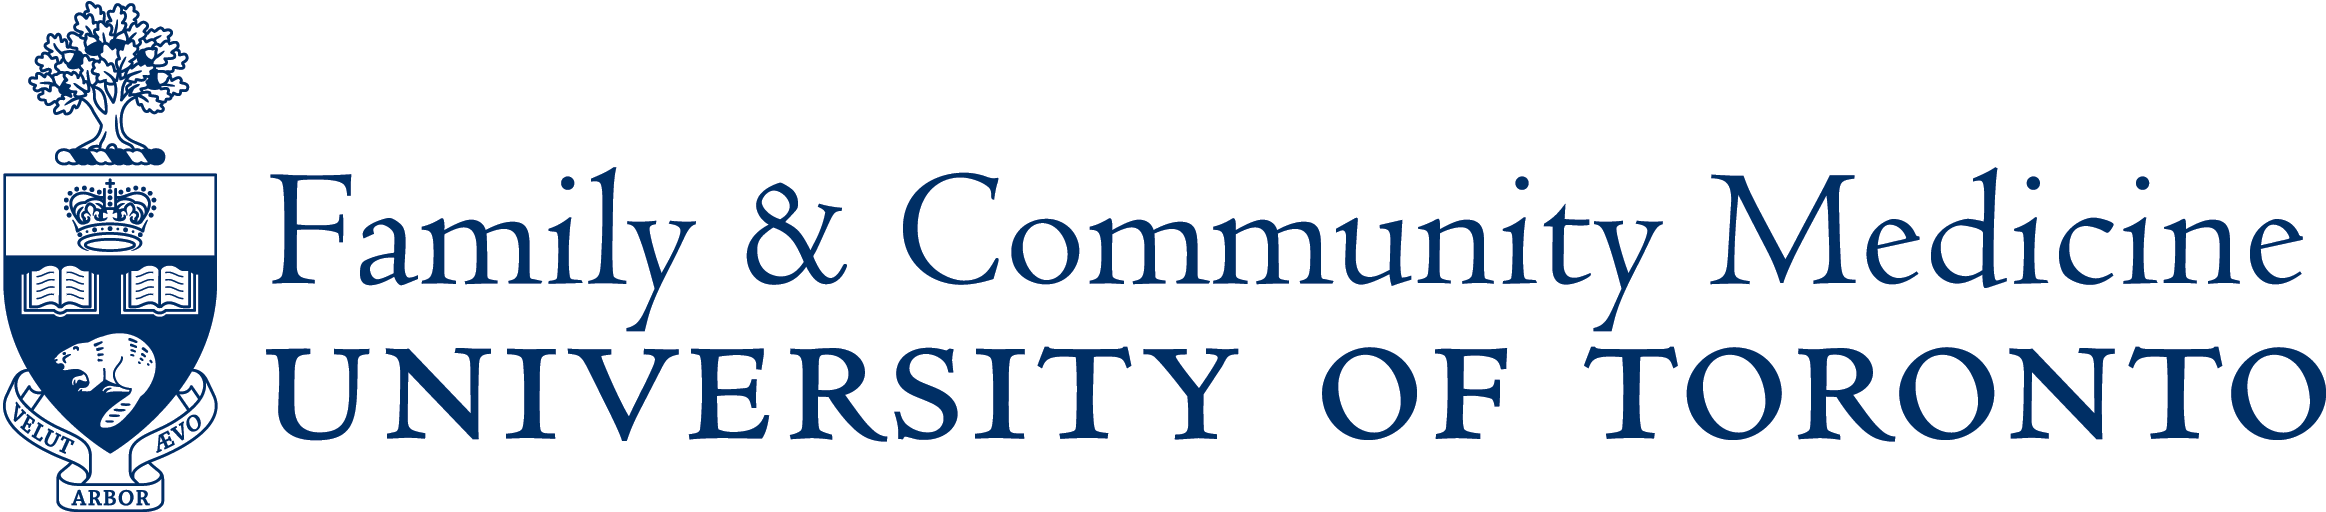 Family & Community Medicine
UNIVERSITY OF TORONTO
VELUT
ARBOR
ÆVO